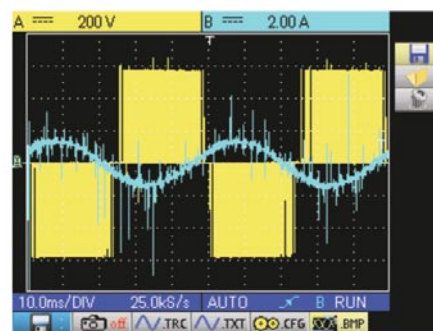 A 200 V B 2.00 A
T
A
10.0ms/DIV 25.0kS/s AUTO B RUN
off .TRC .TXT .CFG .BMP